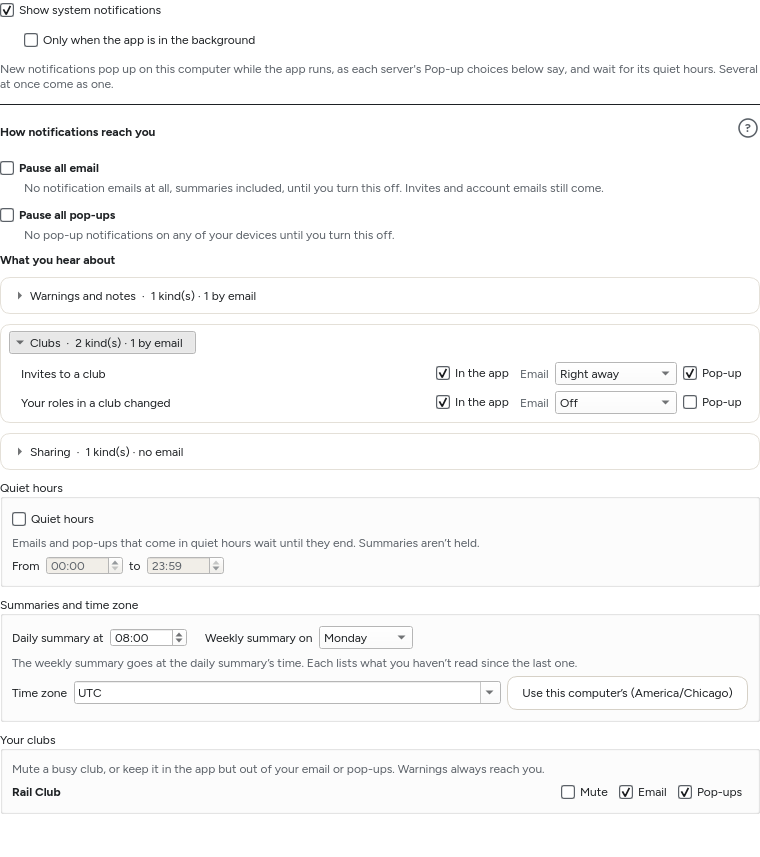 Show system notifications
Only when the app is in the background
New notifications pop up on this computer while the app runs, as each server's Pop-up choices below say, and wait for its quiet hours. Several
at once come as one.
How notifications reach you
?
Pause all email
No notification emails at all, summaries included, until you turn this off. Invites and account emails still come.
Pause all pop-ups
No pop-up notifications on any of your devices until you turn this off.
What you hear about
Warnings and notes · 1 kind(s) · 1 by email
Clubs · 2 kind(s) · 1 by email
Invites to a club In the app Email Right away Pop-up
Your roles in a club changed In the app Email Off Pop-up
Sharing · 1 kind(s) · no email
Quiet hours
Quiet hours
Emails and pop-ups that come in quiet hours wait until they end. Summaries aren't held.
From 00:00 to 23:59
Summaries and time zone
Daily summary at 08:00 Weekly summary on Monday
The weekly summary goes at the daily summary's time. Each lists what you haven't read since the last one.
Time zone UTC Use this computer's (America/Chicago)
Your clubs
Mute a busy club, or keep it in the app but out of your email or pop-ups. Warnings always reach you.
Rail Club Mute Email Pop-ups